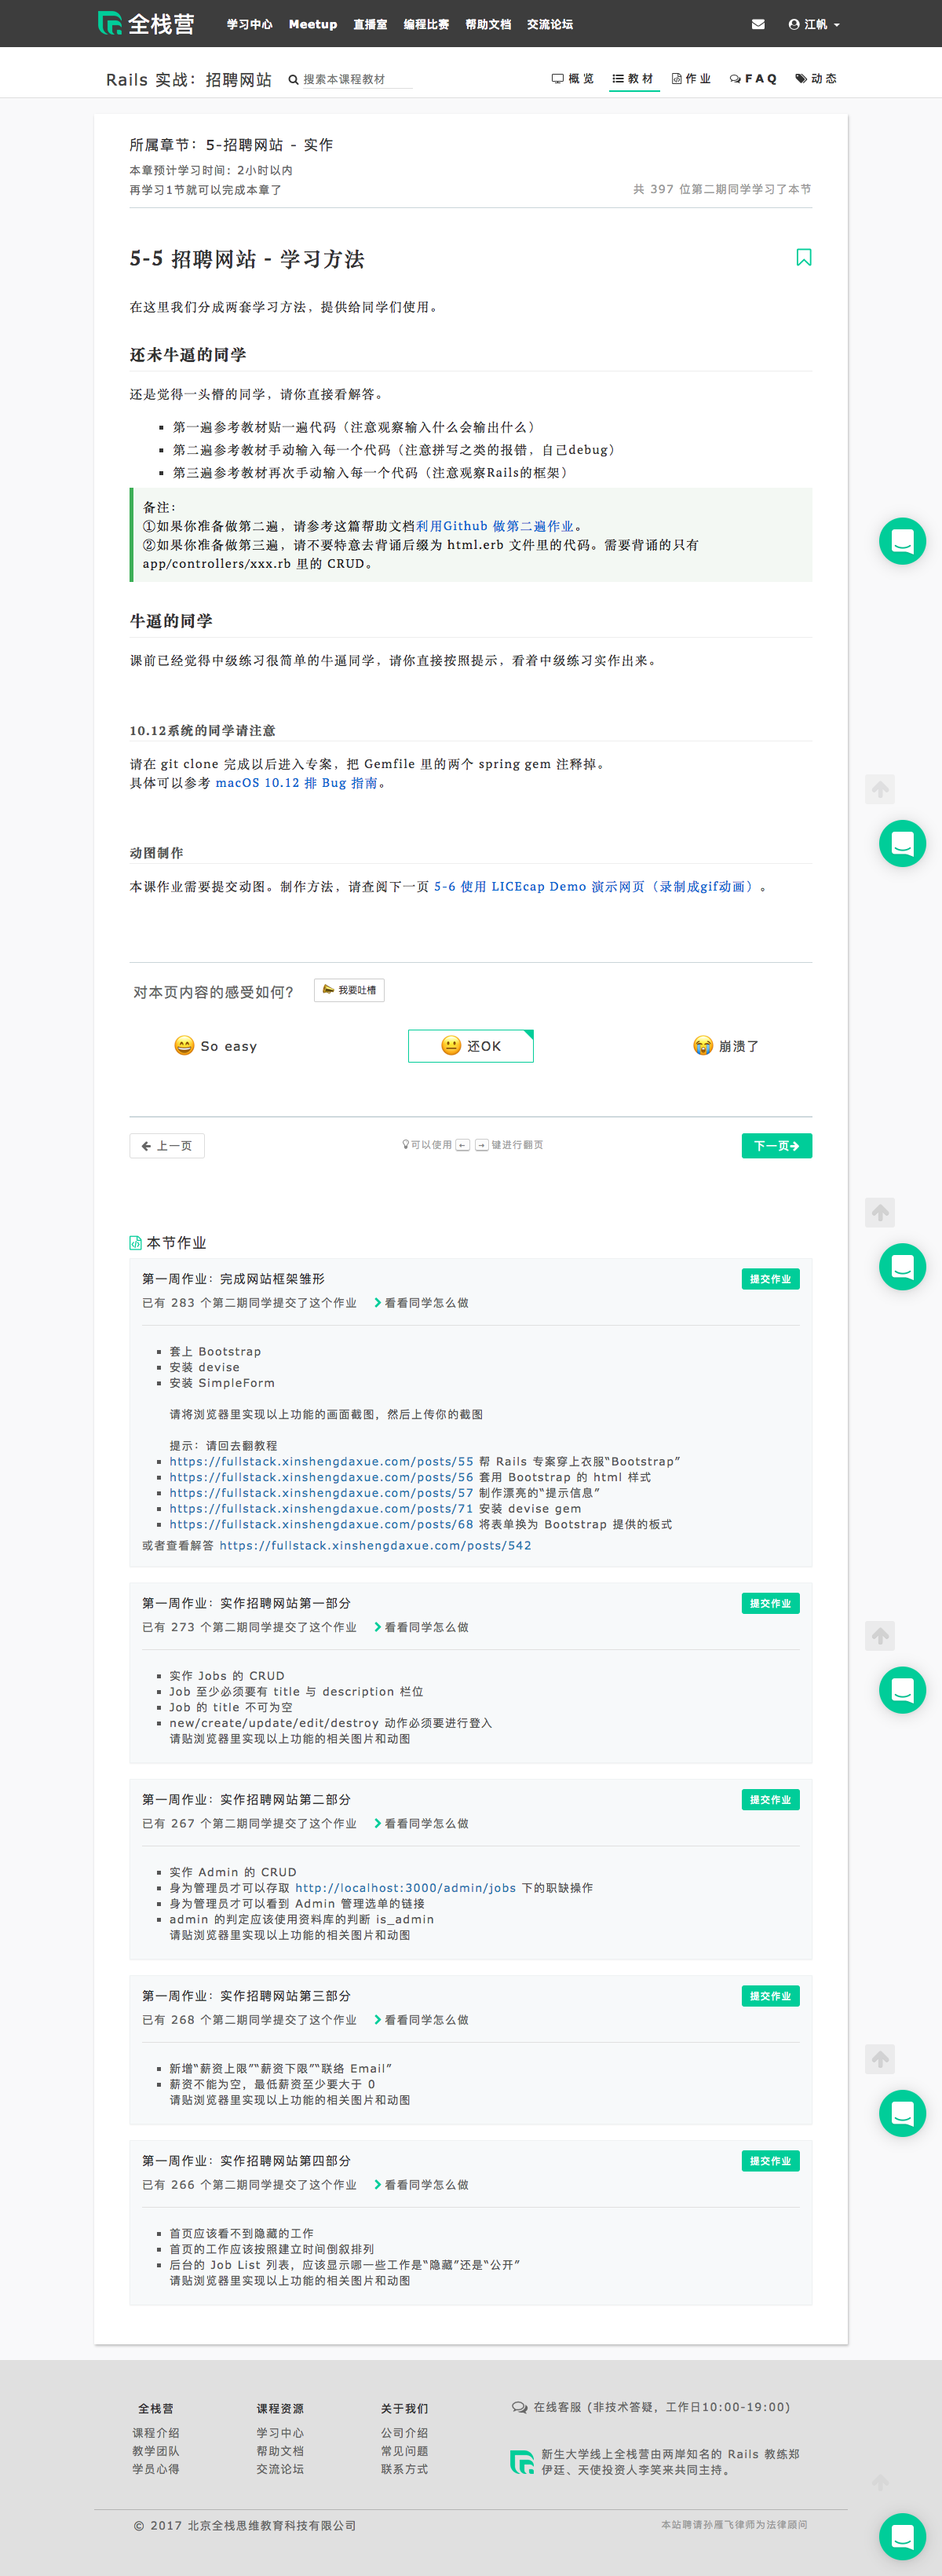 全栈营 学习中心 Meetup 直播室 编程比赛 帮助文档 交流论坛 江帆
Rails 实战：招聘网站 搜索本课程教材 概览 教材 作业 FAQ 动态
所属章节：5-招聘网站 - 实作
本章预计学习时间：2小时以内
再学习1节就可以完成本章了 共 397 位第二期同学学习了本节
5-5 招聘网站 - 学习方法
在这里我们分成两套学习方法，提供给同学们使用。
还未牛逼的同学
还是觉得一头懵的同学，请你直接看解答。
▪ 第一遍参考教材贴一遍代码（注意观察输入什么会输出什么）
▪ 第二遍参考教材手动输入每一个代码（注意拼写之类的报错，自己debug）
▪ 第三遍参考教材再次手动输入每一个代码（注意观察Rails的框架）
备注：
①如果你准备做第二遍，请参考这篇帮助文档利用Github 做第二遍作业。
②如果你准备做第三遍，请不要特意去背诵后缀为 html.erb 文件里的代码。需要背诵的只有
app/controllers/xxx.rb 里的 CRUD。
牛逼的同学
课前已经觉得中级练习很简单的牛逼同学，请你直接按照提示，看着中级练习实作出来。
10.12系统的同学请注意
请在 git clone 完成以后进入专案，把 Gemfile 里的两个 spring gem 注释掉。
具体可以参考 macOS 10.12 排 Bug 指南。
动图制作
本课作业需要提交动图。制作方法，请查阅下一页 5-6 使用 LICEcap Demo 演示网页（录制成gif动画）。
对本页内容的感受如何？ 我要吐槽
So easy 还OK 崩溃了
← 上一页 可以使用 ← → 键进行翻页 下一页→
本节作业
第一周作业：完成网站框架雏形 提交作业
已有 283 个第二期同学提交了这个作业 看看同学怎么做
▪ 套上 Bootstrap
▪ 安装 devise
▪ 安装 SimpleForm
请将浏览器里实现以上功能的画面截图，然后上传你的截图
提示：请回去翻教程
▪ https://fullstack.xinshengdaxue.com/posts/55 帮 Rails 专案穿上衣服“Bootstrap”
▪ https://fullstack.xinshengdaxue.com/posts/56 套用 Bootstrap 的 html 样式
▪ https://fullstack.xinshengdaxue.com/posts/57 制作漂亮的“提示信息”
▪ https://fullstack.xinshengdaxue.com/posts/71 安装 devise gem
▪ https://fullstack.xinshengdaxue.com/posts/68 将表单换为 Bootstrap 提供的板式
或者查看解答 https://fullstack.xinshengdaxue.com/posts/542
第一周作业：实作招聘网站第一部分 提交作业
已有 273 个第二期同学提交了这个作业 看看同学怎么做
▪ 实作 Jobs 的 CRUD
▪ Job 至少必须要有 title 与 description 栏位
▪ Job 的 title 不可为空
▪ new/create/update/edit/destroy 动作必须要进行登入
请贴浏览器里实现以上功能的相关图片和动图
第一周作业：实作招聘网站第二部分 提交作业
已有 267 个第二期同学提交了这个作业 看看同学怎么做
▪ 实作 Admin 的 CRUD
▪ 身为管理员才可以存取 http://localhost:3000/admin/jobs 下的职缺操作
▪ 身为管理员才可以看到 Admin 管理选单的链接
▪ admin 的判定应该使用资料库的判断 is_admin
请贴浏览器里实现以上功能的相关图片和动图
第一周作业：实作招聘网站第三部分 提交作业
已有 268 个第二期同学提交了这个作业 看看同学怎么做
▪ 新增“薪资上限”“薪资下限”“联络 Email”
▪ 薪资不能为空，最低薪资至少要大于 0
请贴浏览器里实现以上功能的相关图片和动图
第一周作业：实作招聘网站第四部分 提交作业
已有 266 个第二期同学提交了这个作业 看看同学怎么做
▪ 首页应该看不到隐藏的工作
▪ 首页的工作应该按照建立时间倒叙排列
▪ 后台的 Job List 列表，应该显示哪一些工作是“隐藏”还是“公开”
请贴浏览器里实现以上功能的相关图片和动图
全栈营 课程资源 关于我们 在线客服 (非技术答疑，工作日10:00-19:00)
课程介绍 学习中心 公司介绍
教学团队 帮助文档 常见问题 新生大学线上全栈营由两岸知名的 Rails 教练郑
学员心得 交流论坛 联系方式 伊廷、天使投资人李笑来共同主持。
© 2017 北京全栈思维教育科技有限公司 本站聘请孙雁飞律师为法律顾问